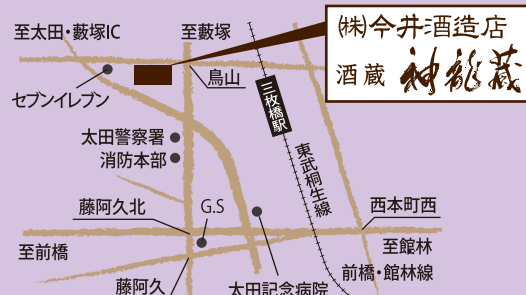 (株)今井酒造店
酒蔵 神龍蔵
至太田・藪塚IC
至藪塚
鳥山
セブンイレブン
三枚橋駅
太田警察署
消防本部
東武桐生線
藤阿久北
G.S
西本町西
至前橋
至館林
前橋・館林線
藤阿久
太田記念病院